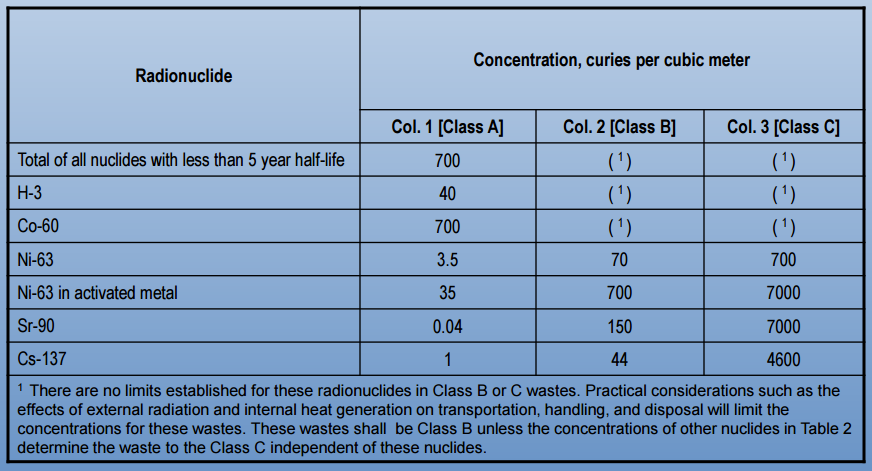 Radionuclide
Concentration, curies per cubic meter
Col. 1 [Class A] Col. 2 [Class B] Col. 3 [Class C]
Total of all nuclides with less than 5 year half-life 700 ( ¹ ) ( ¹ )
H-3 40 ( ¹ ) ( ¹ )
Co-60 700 ( ¹ ) ( ¹ )
Ni-63 3.5 70 700
Ni-63 in activated metal 35 700 7000
Sr-90 0.04 150 7000
Cs-137 1 44 4600
¹ There are no limits established for these radionuclides in Class B or C wastes. Practical considerations such as the
effects of external radiation and internal heat generation on transportation, handling, and disposal will limit the
concentrations for these wastes. These wastes shall be Class B unless the concentrations of other nuclides in Table 2
determine the waste to the Class C independent of these nuclides.